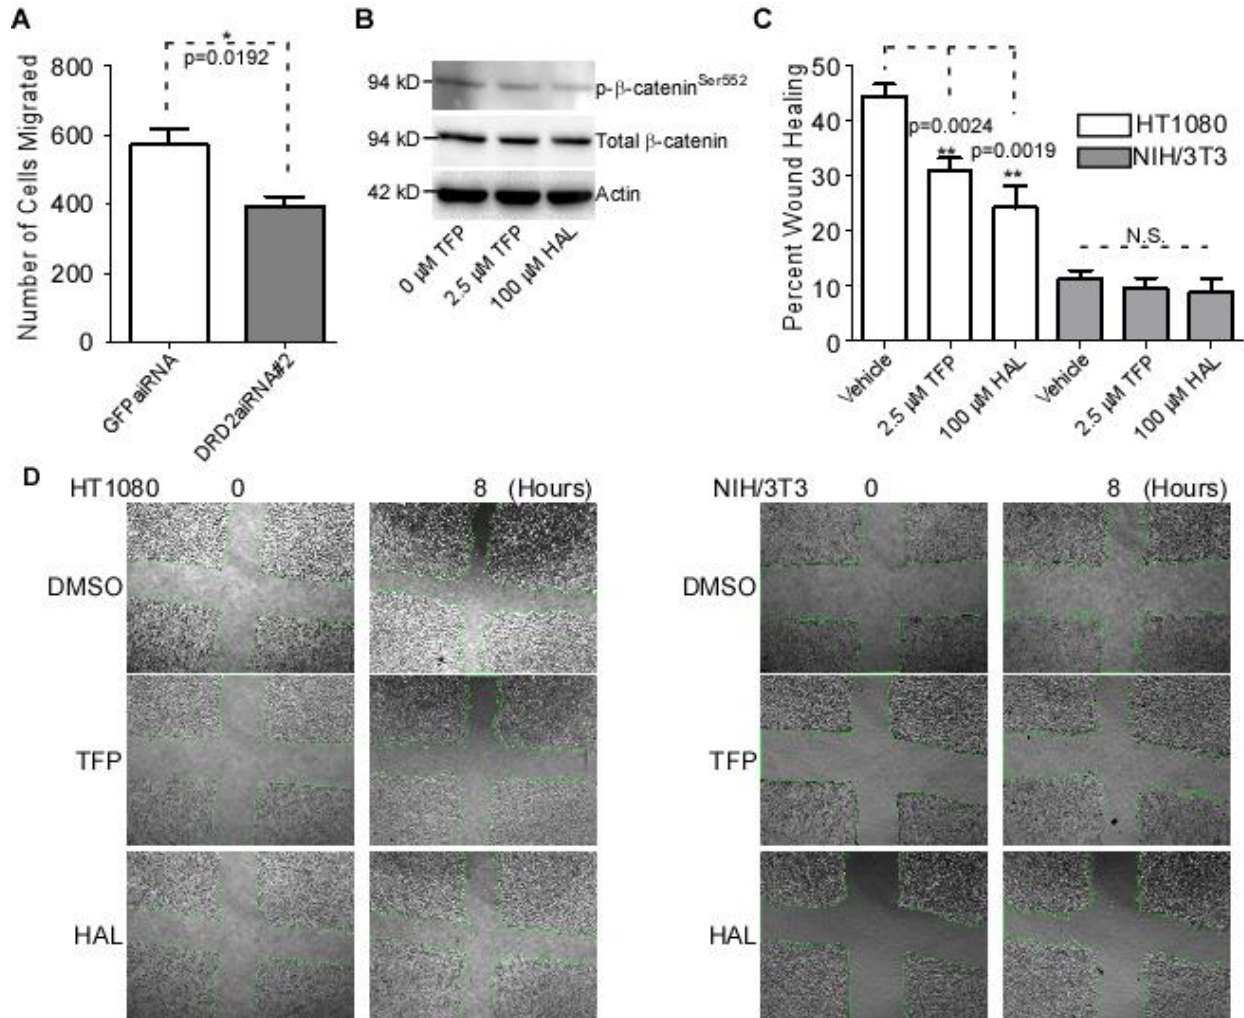 A
*
p=0.0192
Number of Cells Migrated
800
600
400
200
0
GFPaiRNA
DRD2aiRNA#2
B
94 kD
p-β-catenin^Ser552
94 kD
Total β-catenin
42 kD
Actin
0 µM TFP
2.5 µM TFP
100 µM HAL
C
Percent Wound Healing
50
40
30
20
10
0
p=0.0024
**
p=0.0019
**
HT1080
NIH/3T3
N.S.
Vehicle
2.5 µM TFP
100 µM HAL
Vehicle
2.5 µM TFP
100 µM HAL
D
HT1080 0 8 (Hours)
DMSO
TFP
HAL
NIH/3T3 0 8 (Hours)
DMSO
TFP
HAL